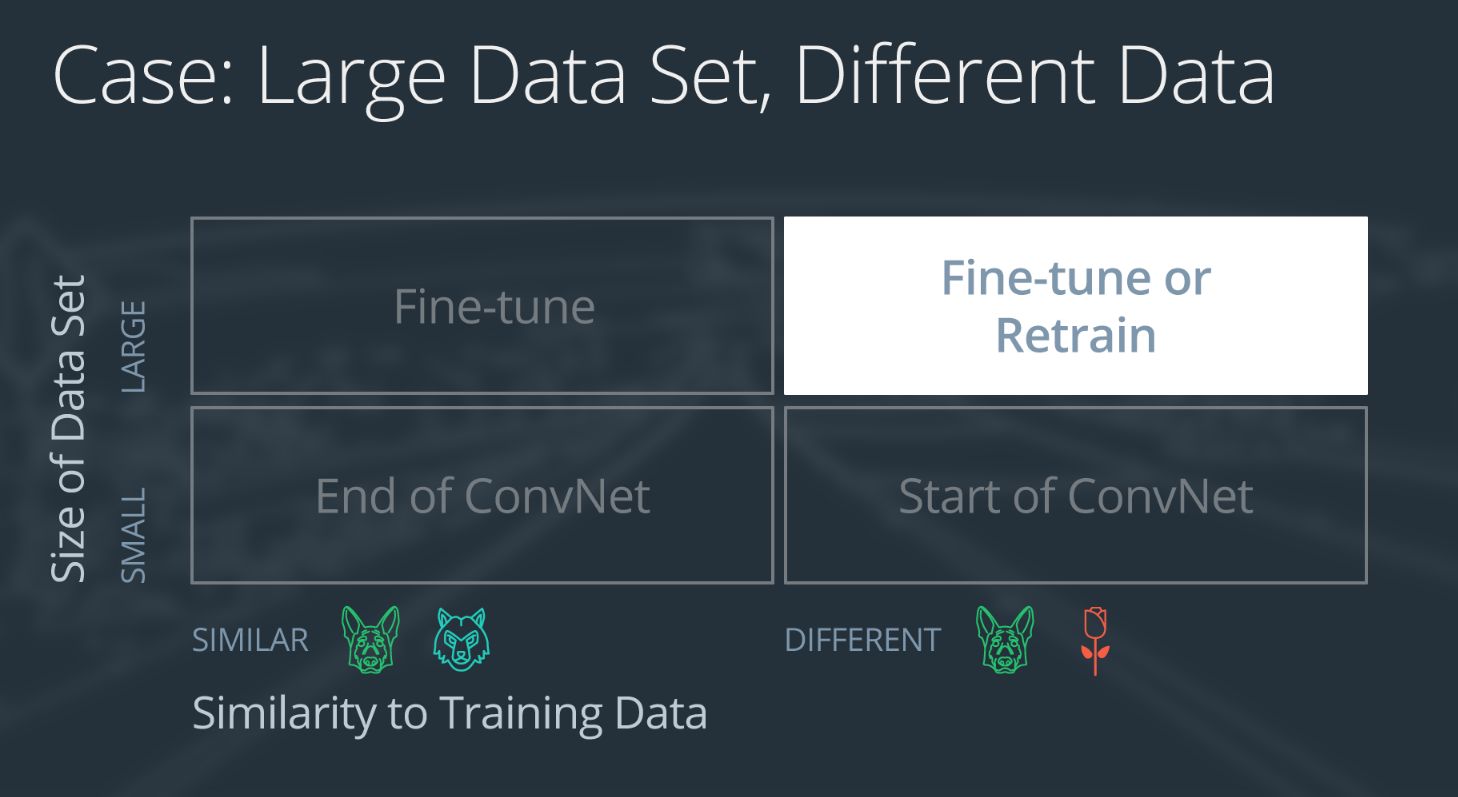 Case: Large Data Set, Different Data
Size of Data Set
LARGE
Fine-tune
Fine-tune or
Retrain
SMALL
End of ConvNet
Start of ConvNet
SIMILAR
DIFFERENT
Similarity to Training Data